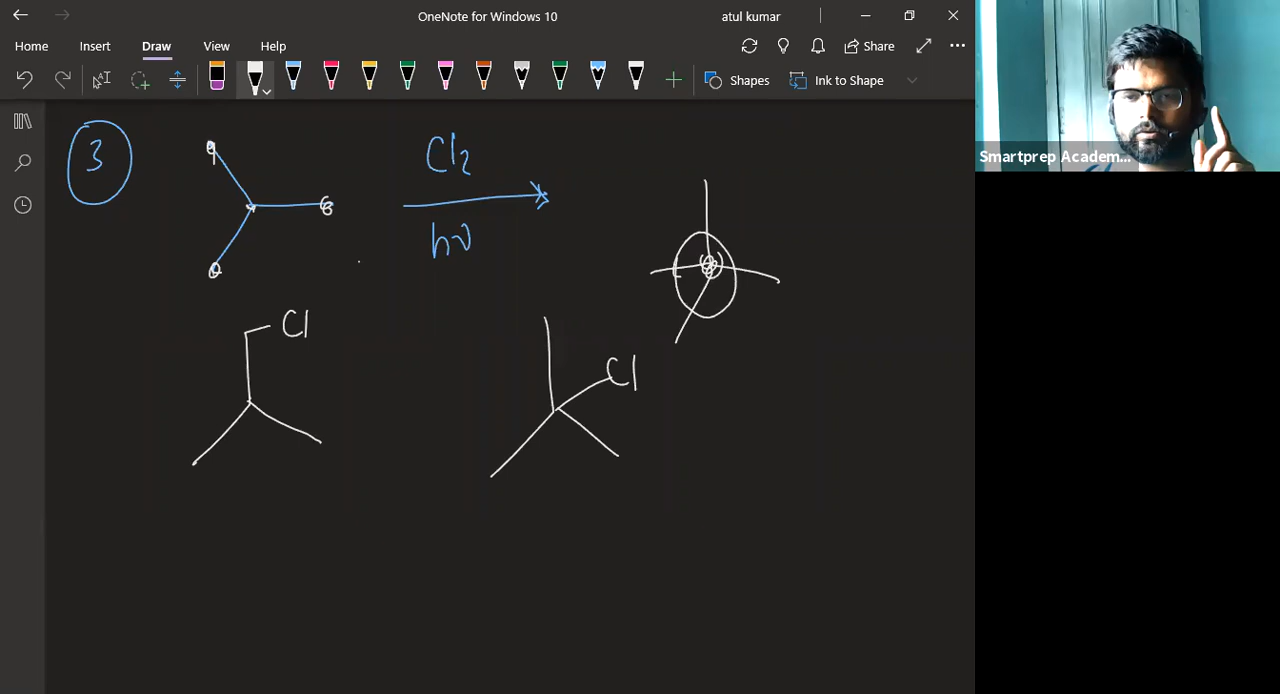 OneNote for Windows 10
atul kumar
Home Insert Draw View Help
Share
Shapes
Ink to Shape
Smartprep Academ...
3
Cl2
hν
Cl
Cl